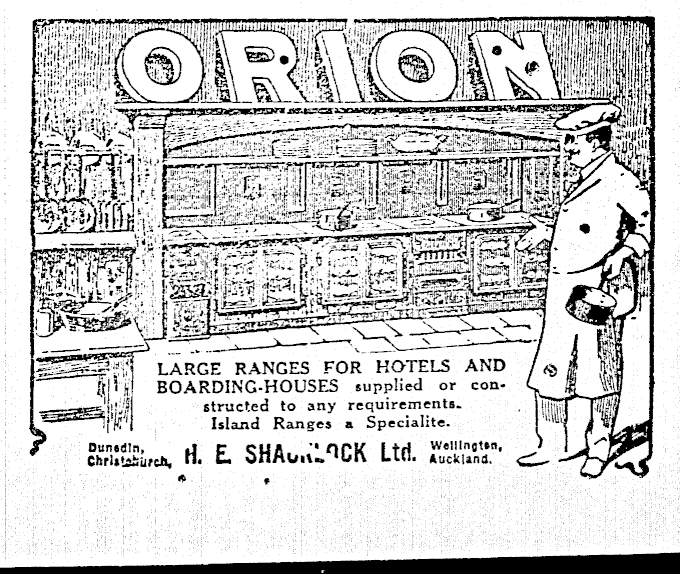 ORION
LARGE RANGES FOR HOTELS AND
BOARDING-HOUSES supplied or con-
structed to any requirements.
Island Ranges a Specialite.
Dunedin,
Christchurch,
H. E. SHACKLOCK Ltd.
Wellington,
Auckland.